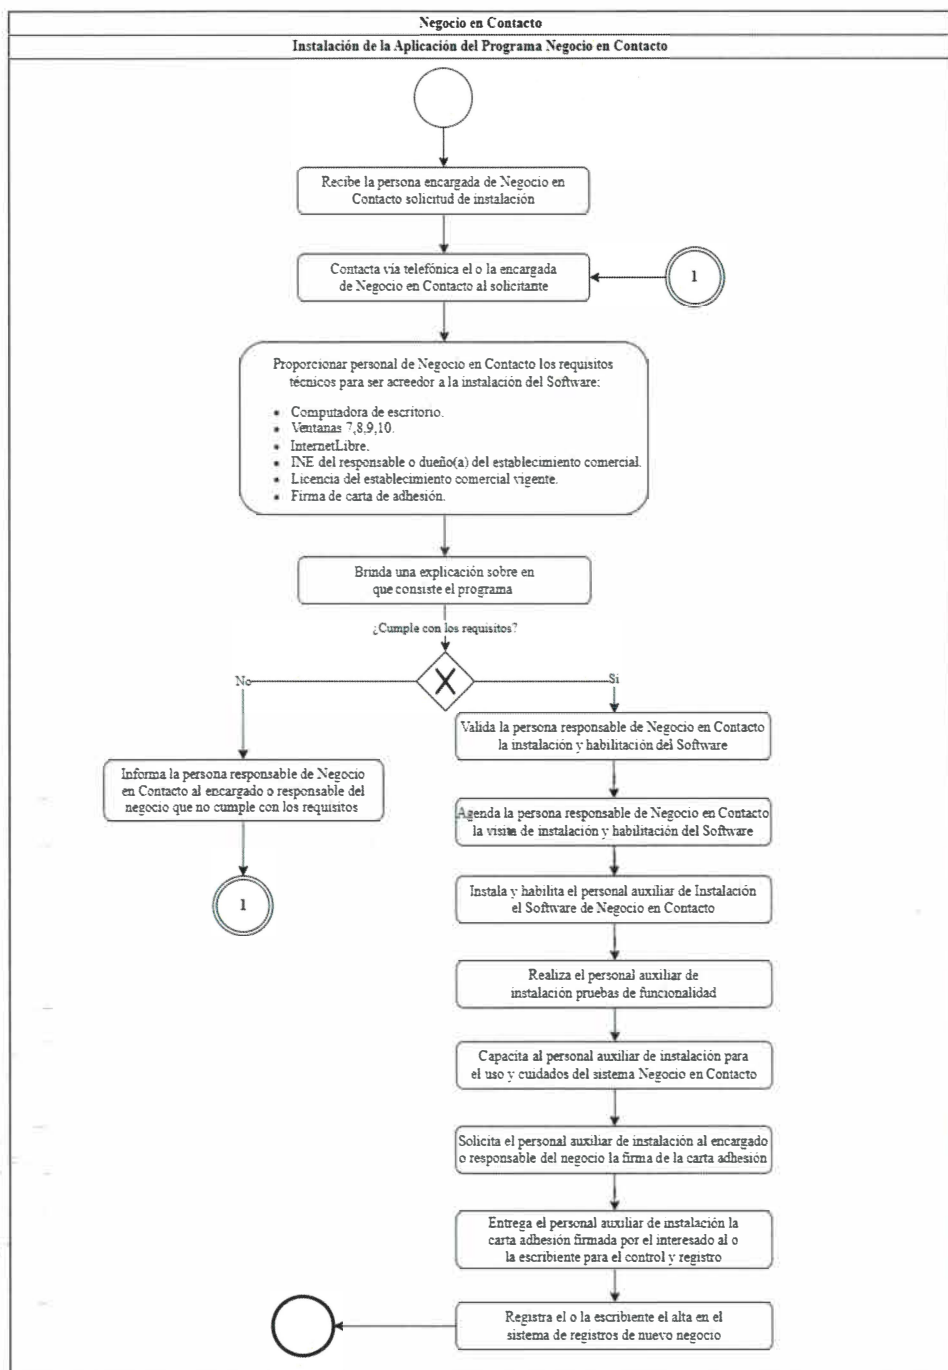 Negocio en Contacto
Instalación de la Aplicación del Programa Negocio en Contacto
Recibe la persona encargada de Negocio en
Contacto solicitud de instalación
Contacta via telefónica el o la encargada
de Negocio en Contacto al solicitante
1
Proporcionar personal de Negocio en Contacto los requisitos
técnicos para ser acreedor a la instalación del Software:
• Computadora de escritorio.
• Ventanas 7,8,9,10.
• InternetLibre.
• INE del responsable o dueño(a) del establecimiento comercial.
• Licencia del establecimiento comercial vigente.
• Firma de carta de adhesión.
Brinda una explicación sobre en
que consiste el programa
¿Cumple con los requisitos?
No
Si
Valida la persona responsable de Negocio en Contacto
la instalación y habilitación del Software
Informa la persona responsable de Negocio
en Contacto al encargado o responsable del
negocio que no cumple con los requisitos
Agenda la persona responsable de Negocio en Contacto
la visita de instalación y habilitación del Software
1
Instala y habilita el personal auxiliar de Instalación
el Software de Negocio en Contacto
Realiza el personal auxiliar de
instalación pruebas de funcionalidad
Capacita al personal auxiliar de instalación para
el uso y cuidados del sistema Negocio en Contacto
Solicita el personal auxiliar de instalación al encargado
o responsable del negocio la firma de la carta adhesión
Entrega el personal auxiliar de instalación la
carta adhesión firmada por el interesado al o
la escribiente para el control y registro
Registra el o la escribiente el alta en el
sistema de registros de nuevo negocio